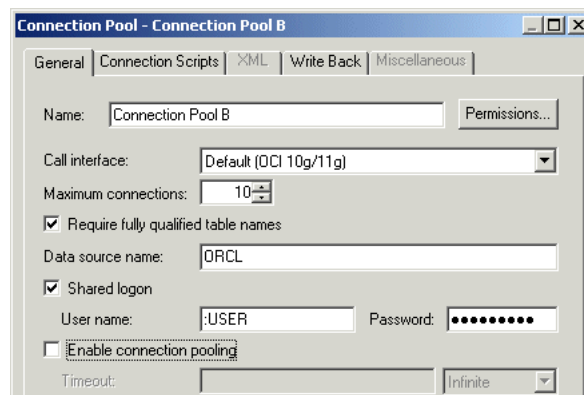 Connection Pool - Connection Pool B
General Connection Scripts XML Write Back Miscellaneous
Name: Connection Pool B Permissions...
Call interface: Default (OCI 10g/11g)
Maximum connections: 10
Require fully qualified table names
Data source name: ORCL
Shared logon
User name: :USER Password: ●●●●●●●●●
Enable connection pooling
Timeout: Infinite